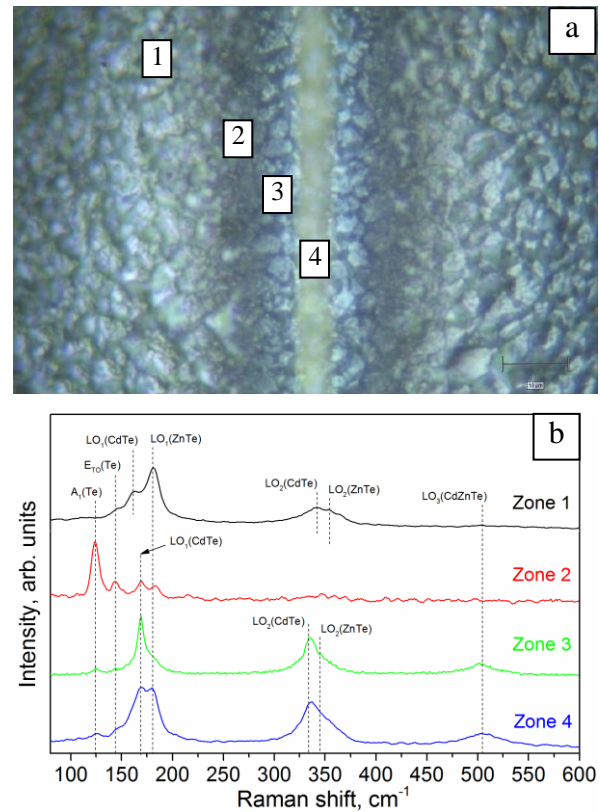 1
a
2
3
4
b
LO₁(CdTe)
LO₁(ZnTe)
E_TO(Te)
A₁(Te)
LO₂(CdTe)
LO₂(ZnTe)
LO₃(CdZnTe)
Zone 1
LO₁(CdTe)
Zone 2
LO₂(CdTe)
LO₂(ZnTe)
Zone 3
Zone 4
Intensity, arb. units
100 150 200 250 300 350 400 450 500 550 600
Raman shift, cm⁻¹